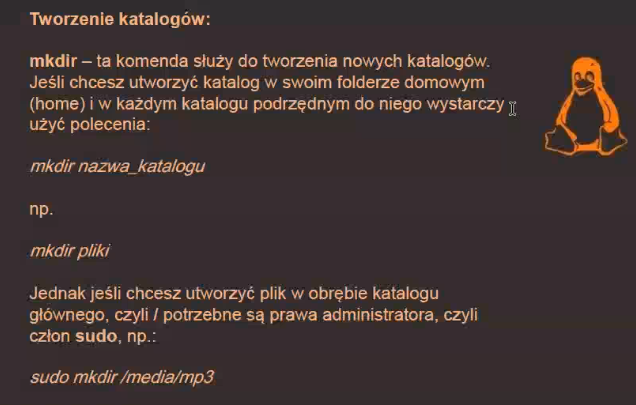 Tworzenie katalogów:
mkdir – ta komenda służy do tworzenia nowych katalogów.
Jeśli chcesz utworzyć katalog w swoim folderze domowym
(home) i w każdym katalogu podrzędnym do niego wystarczy
użyć polecenia:
mkdir nazwa_katalogu
np.
mkdir pliki
Jednak jeśli chcesz utworzyć plik w obrębie katalogu
głównego, czyli / potrzebne są prawa administratora, czyli
człon sudo, np.:
sudo mkdir /media/mp3